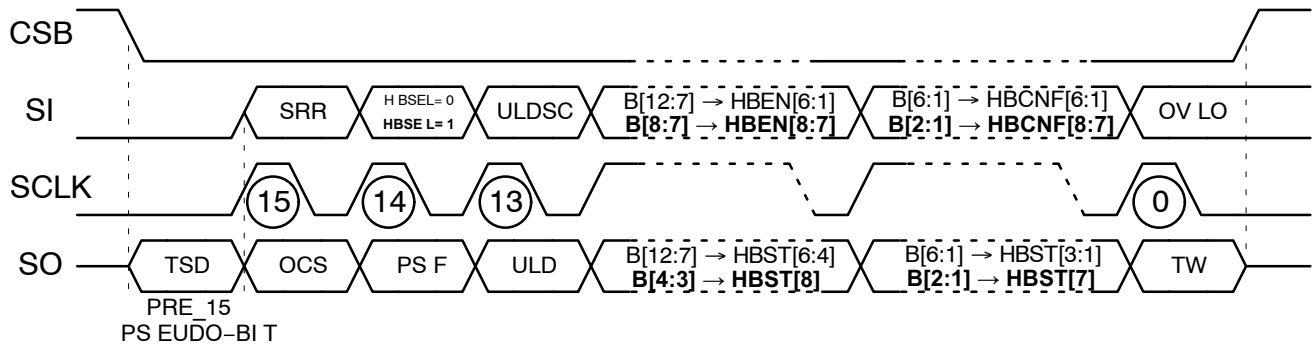 CSB
SI SRR H BSEL= 0 ULDSC B[12:7] → HBEN[6:1] B[6:1] → HBCNF[6:1] OV LO
HBSE L= 1 B[8:7] → HBEN[8:7] B[2:1] → HBCNF[8:7]
SCLK 15 14 13 0
SO TSD OCS PS F ULD B[12:7] → HBST[6:4] B[6:1] → HBST[3:1] TW
B[4:3] → HBST[8] B[2:1] → HBST[7]
PRE_15
PS EUDO−BI T